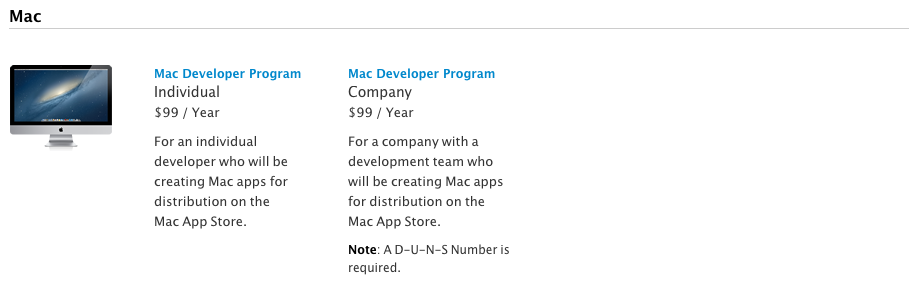 Mac
Mac Developer Program
Individual
$99 / Year
For an individual
developer who will be
creating Mac apps for
distribution on the
Mac App Store.
Mac Developer Program
Company
$99 / Year
For a company with a
development team who
will be creating Mac apps
for distribution on the
Mac App Store.
Note: A D-U-N-S Number is
required.